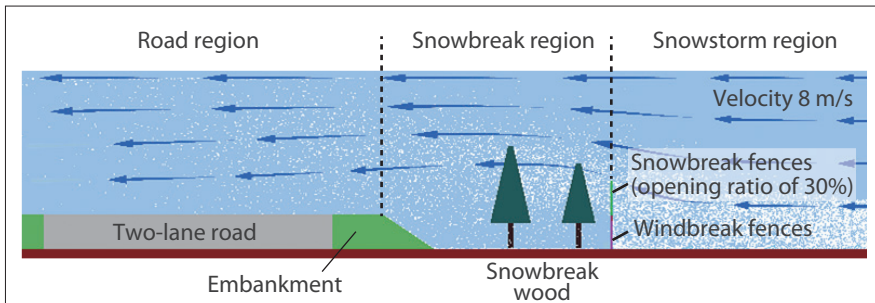 Road region
Snowbreak region
Snowstorm region
Velocity 8 m/s
Snowbreak fences
(opening ratio of 30%)
Two-lane road
Windbreak fences
Embankment
Snowbreak
wood